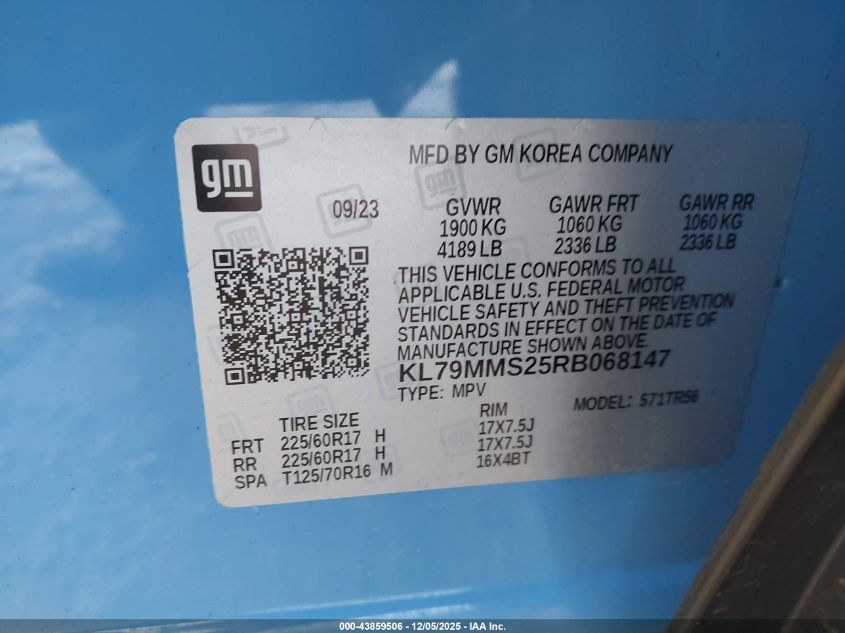 gm
MFD BY GM KOREA COMPANY
09/23
GVWR GAWR FRT GAWR RR
1900 KG 1060 KG 1060 KG
4189 LB 2336 LB 2336 LB
THIS VEHICLE CONFORMS TO ALL
APPLICABLE U.S. FEDERAL MOTOR
VEHICLE SAFETY AND THEFT PREVENTION
STANDARDS IN EFFECT ON THE DATE OF
MANUFACTURE SHOWN ABOVE.
KL79MMS25RB068147
TYPE: MPV MODEL: 571TR56
TIRE SIZE RIM
FRT 225/60R17 H 17X7.5J
RR 225/60R17 H 17X7.5J
SPA T125/70R16 M 16X4BT
000-43859506 - 12/05/2025 - IAA Inc.